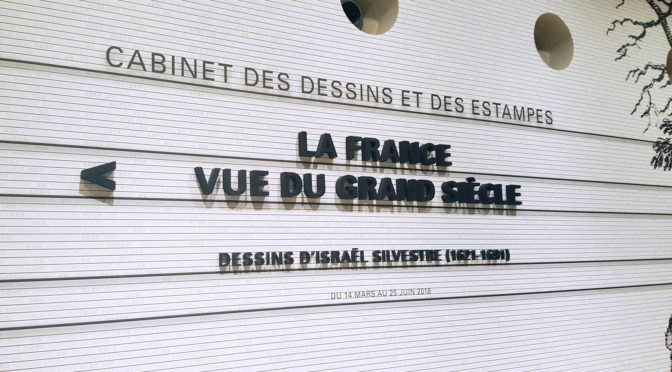 CABINET DES DESSINS ET DES ESTAMPES
LA FRANCE
< VUE DU GRAND SIÈCLE
DESSINS D'ISRAËL SILVESTRE (1621-1691)
DU 14 MARS AU 25 JUIN 2018